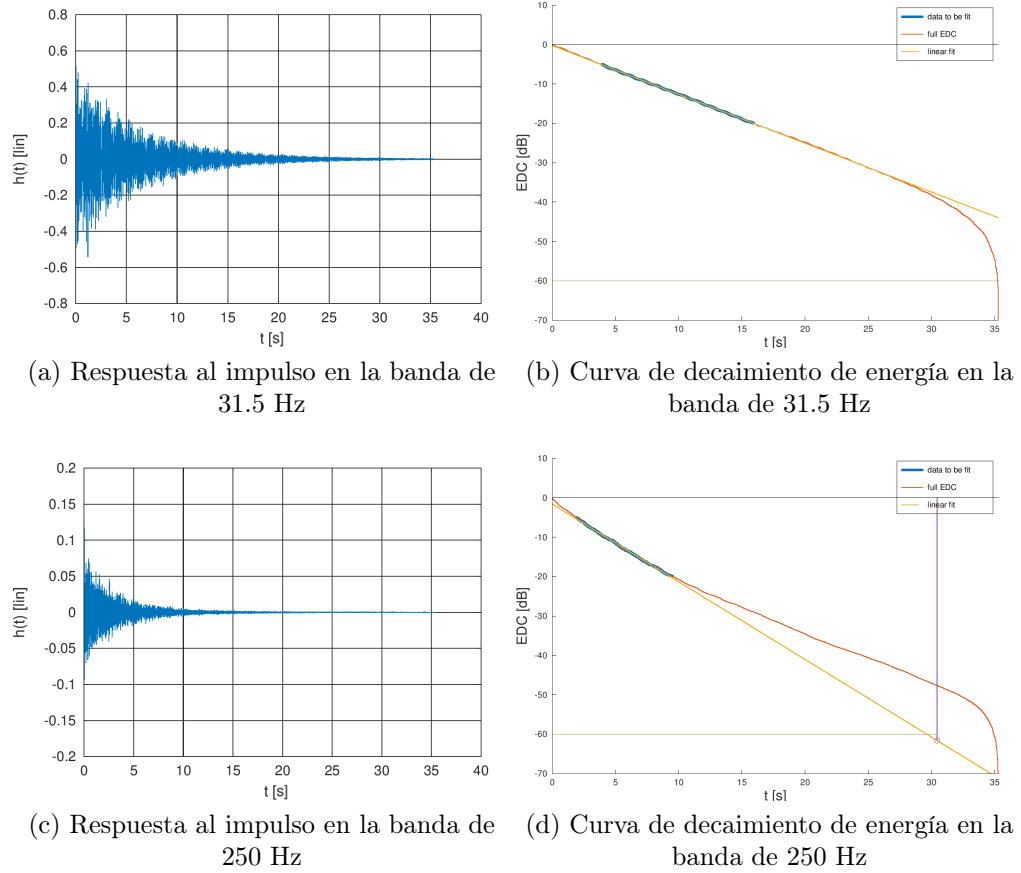 0.8
0.6
0.4
0.2
0
-0.2
-0.4
-0.6
-0.8
h(t) [lin]
0 5 10 15 20 25 30 35 40
t [s]
10
0
-10
-20
-30
-40
-50
-60
-70
EDC [dB]
data to be fit
full EDC
linear fit
5 10 15 20 25 30 35
t [s]
(a) Respuesta al impulso en la banda de
31.5 Hz
(b) Curva de decaimiento de energía en la
banda de 31.5 Hz
0.2
0.15
0.1
0.05
0
-0.05
-0.1
-0.15
-0.2
h(t) [lin]
0 5 10 15 20 25 30 35 40
t [s]
10
0
-10
-20
-30
-40
-50
-60
-70
EDC [dB]
data to be fit
full EDC
linear fit
5 10 15 20 25 30 35
t [s]
(c) Respuesta al impulso en la banda de
250 Hz
(d) Curva de decaimiento de energía en la
banda de 250 Hz